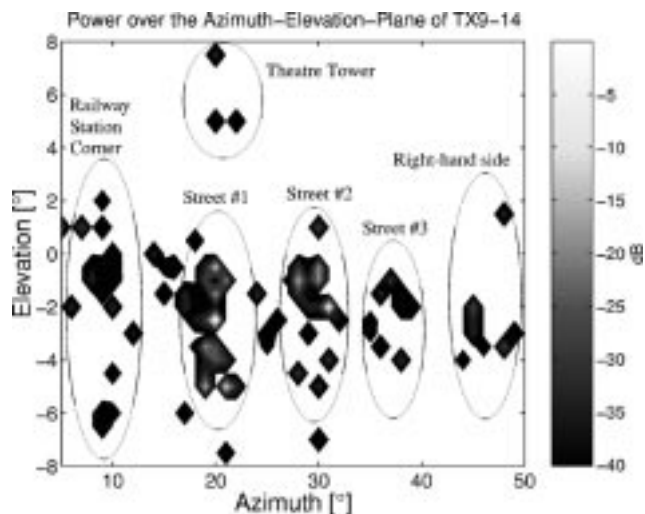 Power over the Azimuth-Elevation-Plane of TX9-14
8
6
4
2
0
-2
-4
-6
-8
Elevation [°]
Theatre Tower
Railway
Station
Corner
Right-hand side
Street #1
Street #2
Street #3
10
20
30
40
50
Azimuth [°]
-5
-10
-15
-20
-25
-30
-35
-40
dB